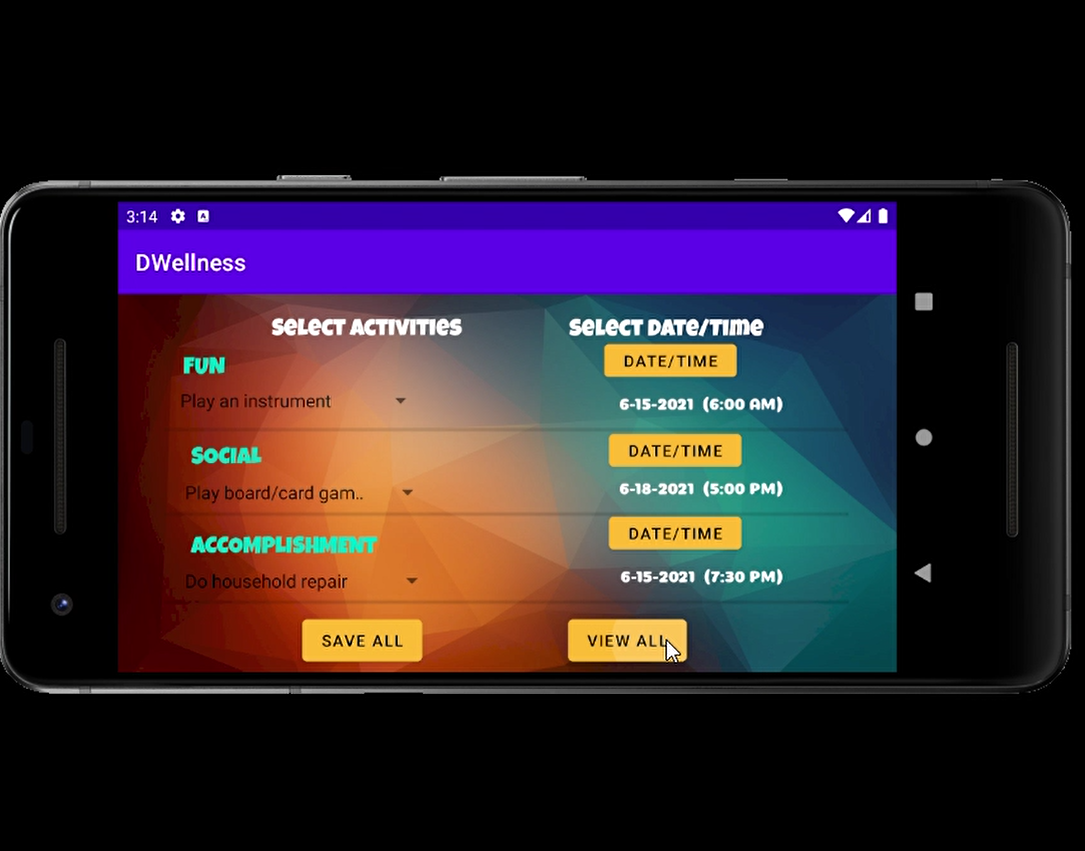 3:14
DWellness
Select Activities
Select Date/Time
FUN
DATE/TIME
Play an instrument
6-15-2021 (6:00 AM)
SOCIAL
DATE/TIME
Play board/card gam..
6-18-2021 (5:00 PM)
ACCOMPLISHMENT
DATE/TIME
Do household repair
6-15-2021 (7:30 PM)
SAVE ALL
VIEW ALL